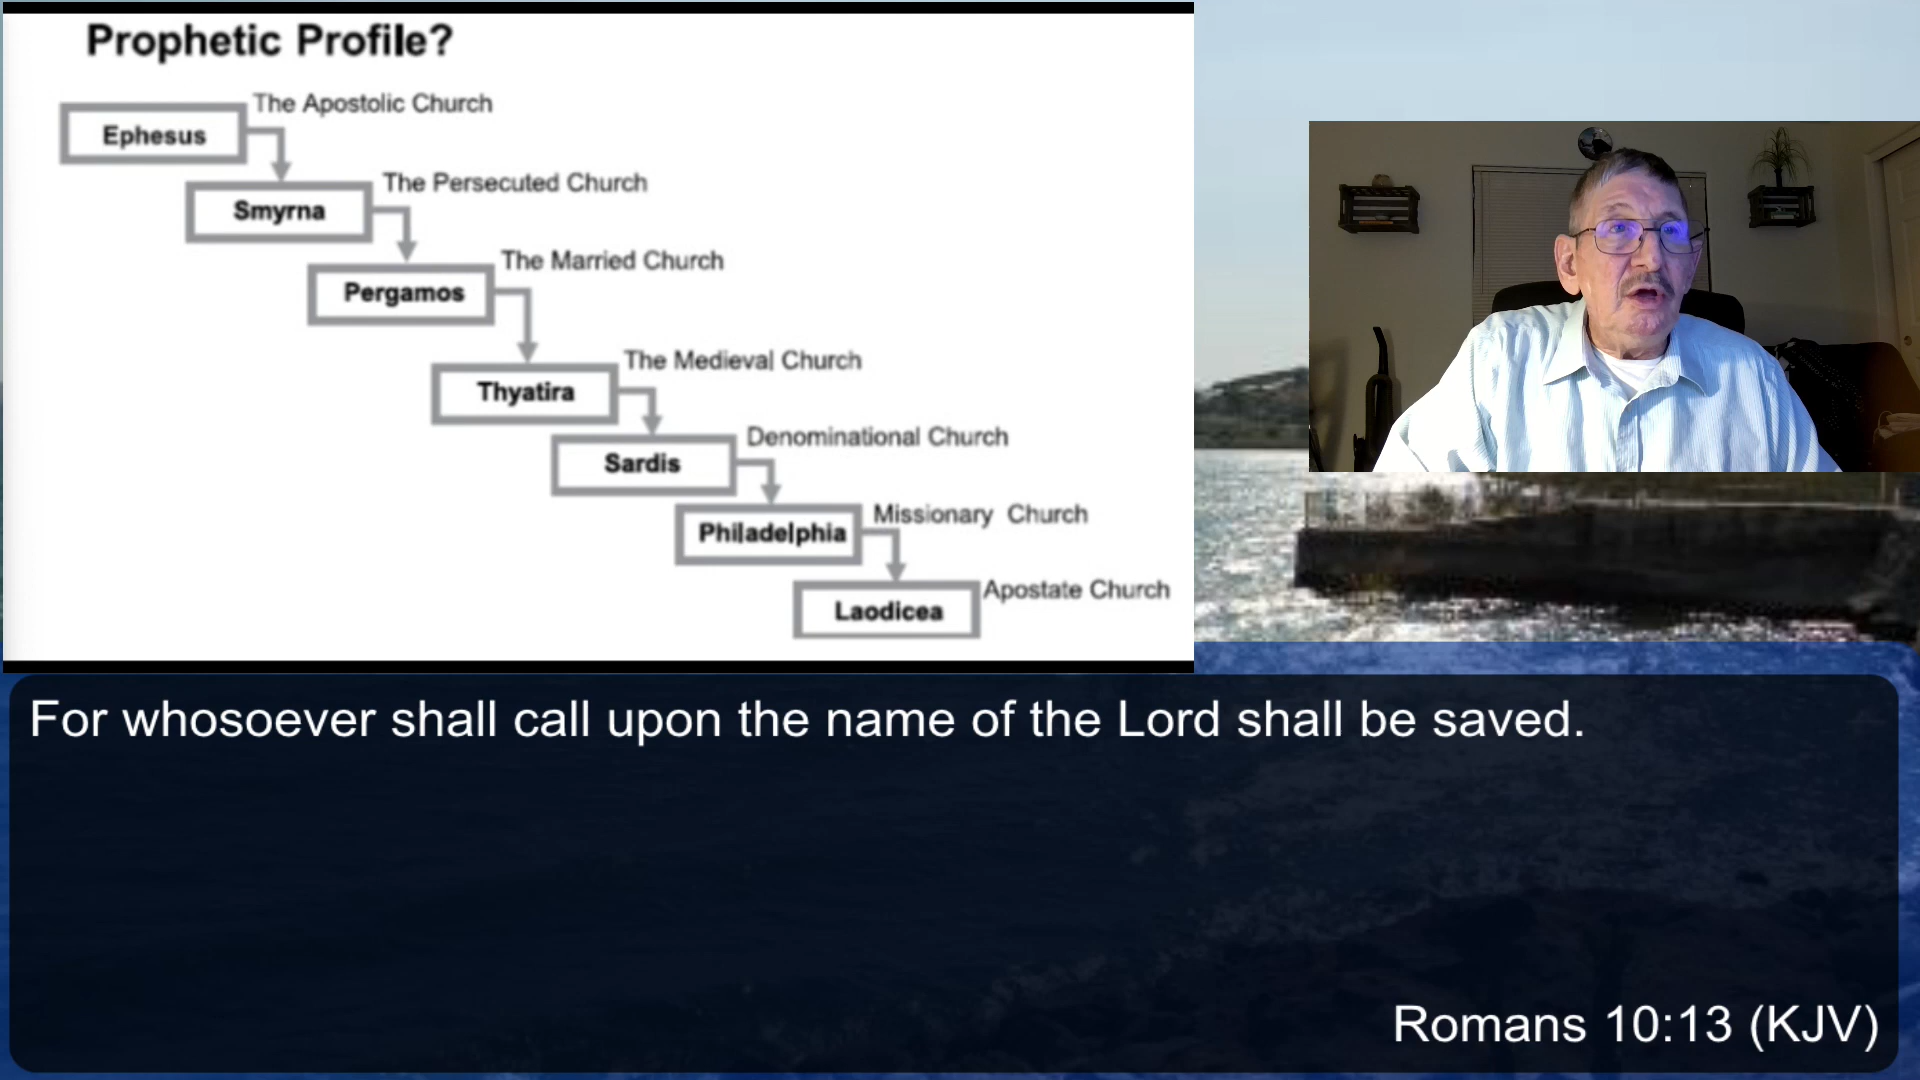 Prophetic Profile?
The Apostolic Church
Ephesus
The Persecuted Church
Smyrna
The Married Church
Pergamos
The Medieval Church
Thyatira
Denominational Church
Sardis
Missionary Church
Philadelphia
Apostate Church
Laodicea
For whosoever shall call upon the name of the Lord shall be saved.
Romans 10:13 (KJV)